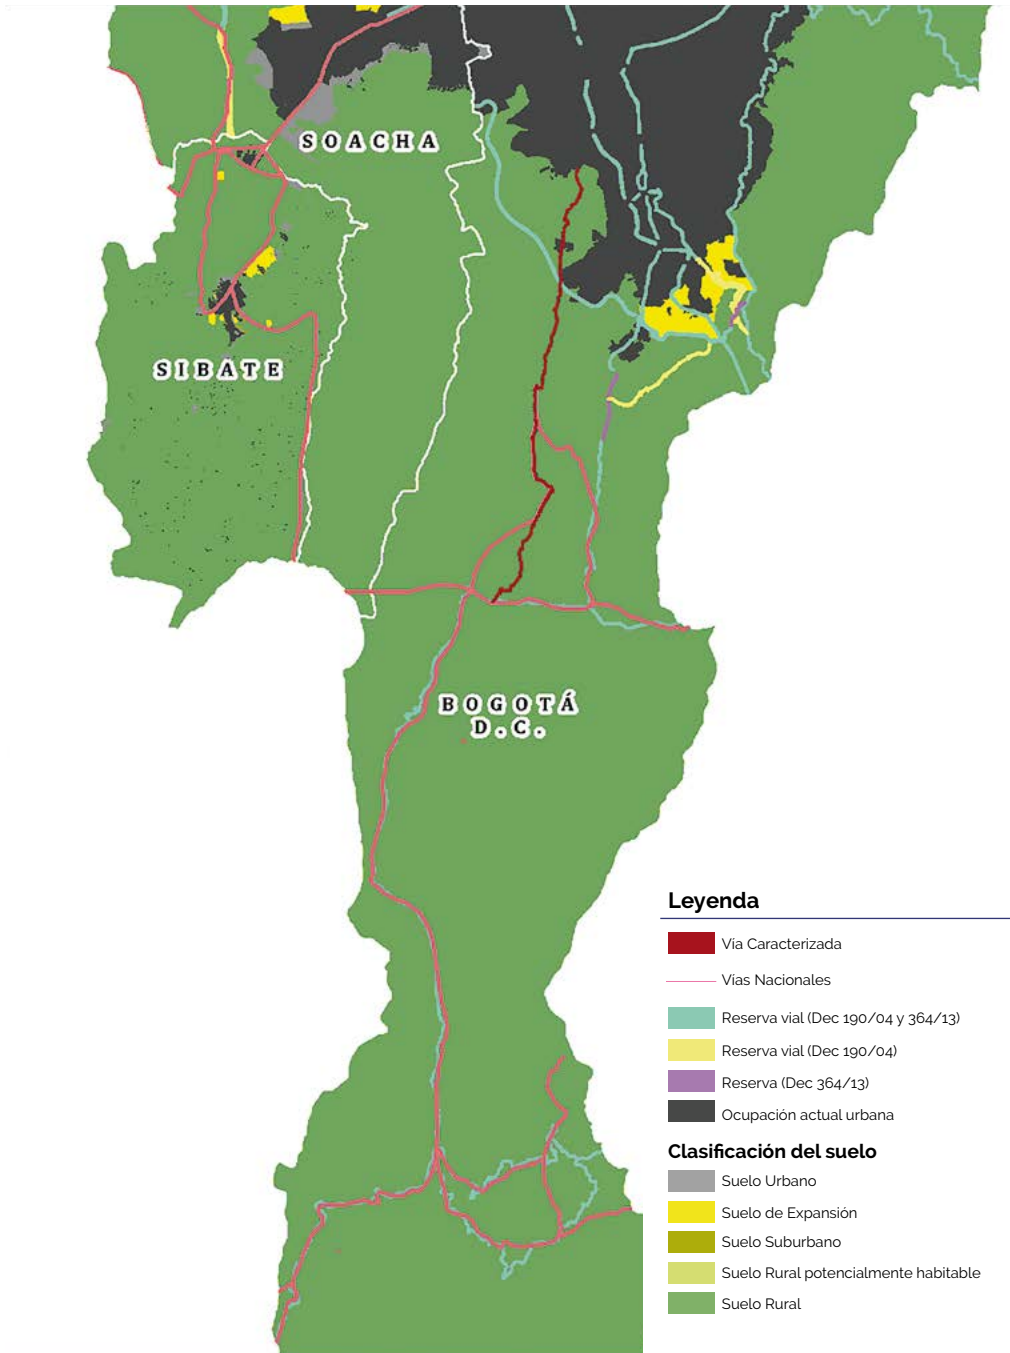 SOACHA
SIBATE
BOGOTÁ
D.C.
Leyenda
Vía Caracterizada
Vías Nacionales
Reserva vial (Dec 190/04 y 364/13)
Reserva vial (Dec 190/04)
Reserva (Dec 364/13)
Ocupación actual urbana
Clasificación del suelo
Suelo Urbano
Suelo de Expansión
Suelo Suburbano
Suelo Rural potencialmente habitable
Suelo Rural